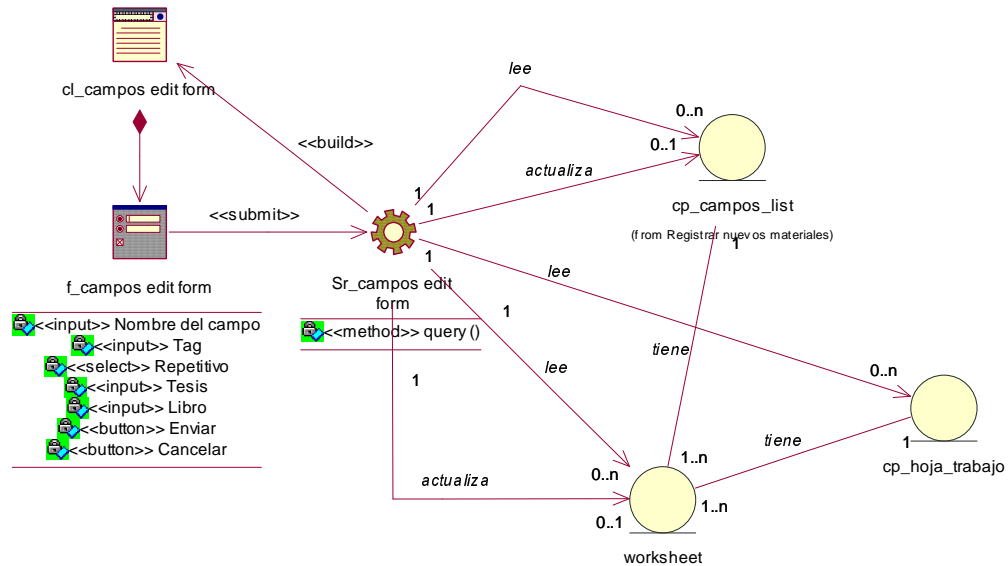 cl_campos edit form
<<build>>
<<submit>>
f_campos edit form
<<input>> Nombre del campo
<<input>> Tag
<<select>> Repetitivo
<<input>> Tesis
<<input>> Libro
<<button>> Enviar
<<button>> Cancelar
Sr_campos edit
form
<<method>> query ()
lee
1
0..n
actualiza
1
0..1
cp_campos_list
(from Registrar nuevos materiales)
1
lee
1
0..n
tiene
1
lee
0..n
1..n
tiene
1
cp_hoja_trabajo
1
actualiza
0..1
1..n
worksheet